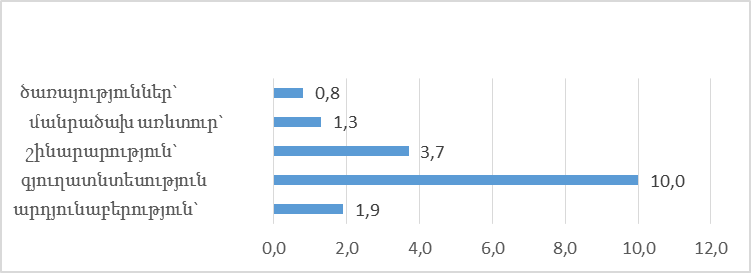 ծառայություններ՝ 0,8
մանրածախ առևտուր՝ 1,3
շինարարություն՝ 3,7
գյուղատնտեսություն 10,0
արդյունաբերություն՝ 1,9
0,0 2,0 4,0 6,0 8,0 10,0 12,0